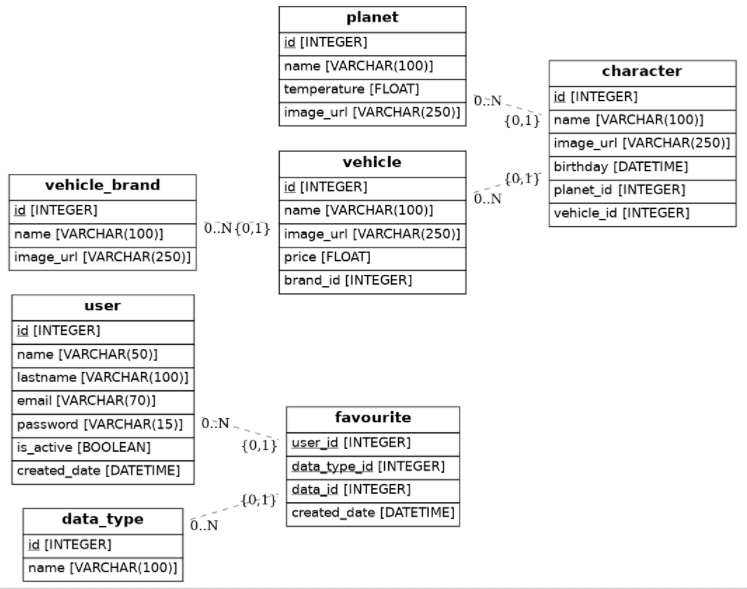 planet
id [INTEGER]
name [VARCHAR(100)]
temperature [FLOAT]
image_url [VARCHAR(250)]
character
id [INTEGER]
name [VARCHAR(100)]
image_url [VARCHAR(250)]
birthday [DATETIME]
planet_id [INTEGER]
vehicle_id [INTEGER]
0..N
{0,1}
vehicle
id [INTEGER]
name [VARCHAR(100)]
image_url [VARCHAR(250)]
price [FLOAT]
brand_id [INTEGER]
{0,1}
0..N
vehicle_brand
id [INTEGER]
name [VARCHAR(100)]
image_url [VARCHAR(250)]
0..N{0,1}
user
id [INTEGER]
name [VARCHAR(50)]
lastname [VARCHAR(100)]
email [VARCHAR(70)]
password [VARCHAR(15)]
is_active [BOOLEAN]
created_date [DATETIME]
0..N
{0,1}
favourite
user_id [INTEGER]
data_type_id [INTEGER]
data_id [INTEGER]
created_date [DATETIME]
{0,1}
0..N
data_type
id [INTEGER]
name [VARCHAR(100)]